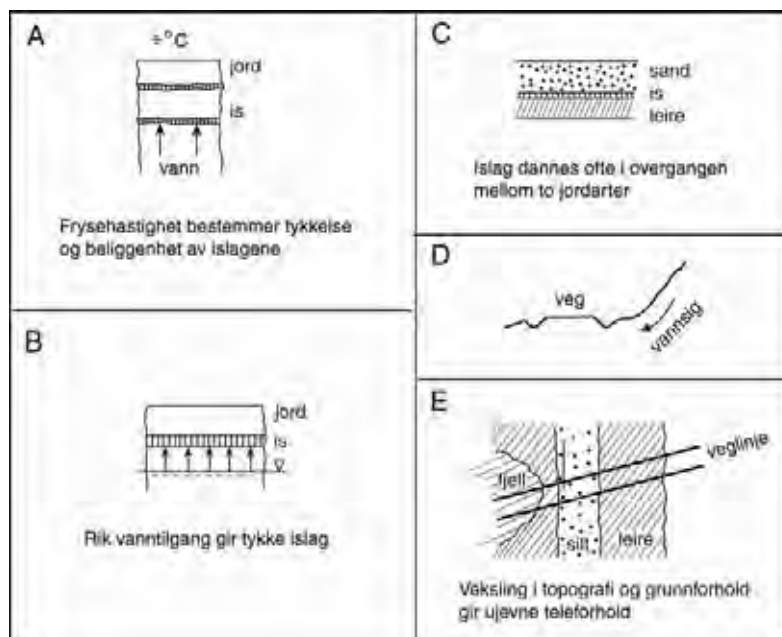 A
÷°C
jord
is
vann
Frysehastighet bestemmer tykkelse
og beliggenhet av islagene
B
jord
is
Rik vanntilgang gir tykke islag
C
sand
is
leire
Islag dannes ofte i overgangen
mellom to jordarter
D
veg
vannsig
E
veglinje
fjell
silt
leire
Veksling i topografi og grunnforhold
gir ujevne teleforhold